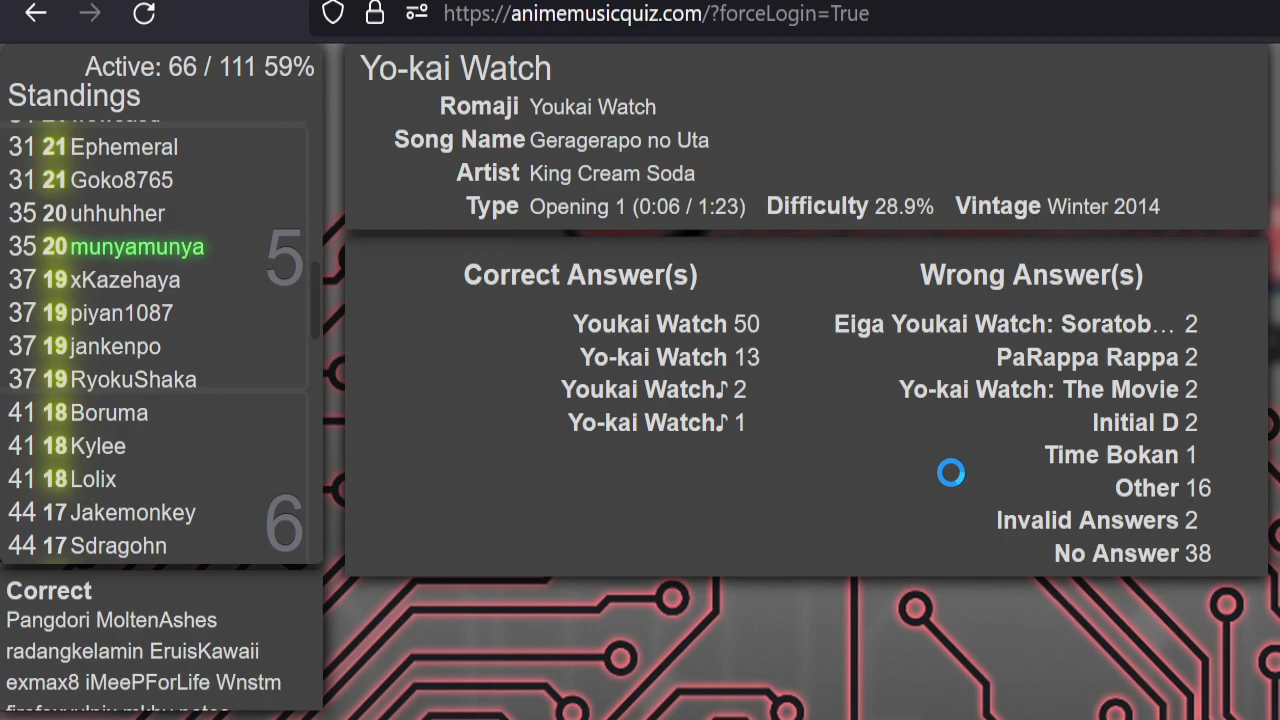 https://animemusicquiz.com/?forceLogin=True
Active: 66 / 111 59%
Standings
31 21 Ephemeral
31 21 Goko8765
35 20 uhhuhher
35 20 munyamunya
5
37 19 xKazehaya
37 19 piyan1087
37 19 jankenpo
37 19 RyokuShaka
41 18 Boruma
41 18 Kylee
41 18 Lolix
44 17 Jakemonkey
6
44 17 Sdragohn
Correct
Pangdori MoltenAshes
radangkelamin EruisKawaii
exmax8 iMeePForLife Wnstm
Yo-kai Watch
Romaji Youkai Watch
Song Name Geragerapo no Uta
Artist King Cream Soda
Type Opening 1 (0:06 / 1:23) Difficulty 28.9% Vintage Winter 2014
Correct Answer(s)
Youkai Watch 50
Yo-kai Watch 13
Youkai Watch♪ 2
Yo-kai Watch♪ 1
Wrong Answer(s)
Eiga Youkai Watch: Soratob… 2
PaRappa Rappa 2
Yo-kai Watch: The Movie 2
Initial D 2
Time Bokan 1
Other 16
Invalid Answers 2
No Answer 38